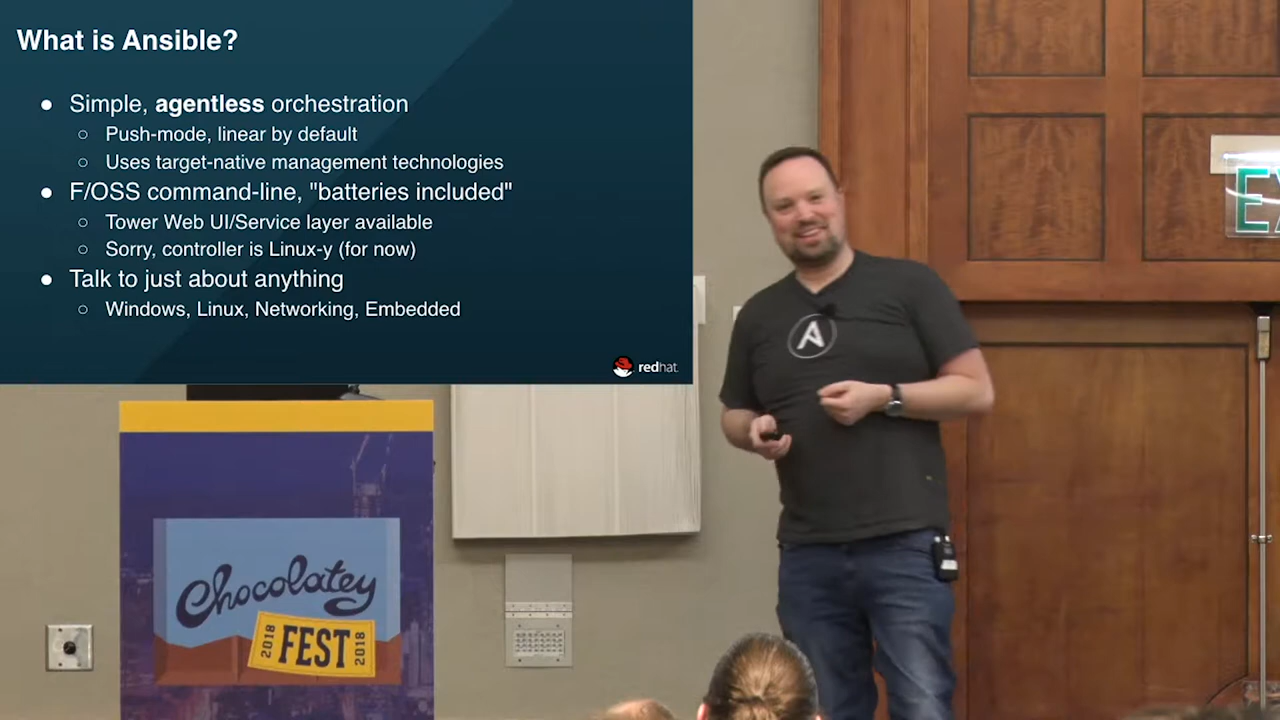 What is Ansible?
● Simple, agentless orchestration
○ Push-mode, linear by default
○ Uses target-native management technologies
● F/OSS command-line, "batteries included"
○ Tower Web UI/Service layer available
○ Sorry, controller is Linux-y (for now)
● Talk to just about anything
○ Windows, Linux, Networking, Embedded
redhat.
A
Chocolatey
2018 FEST 2018